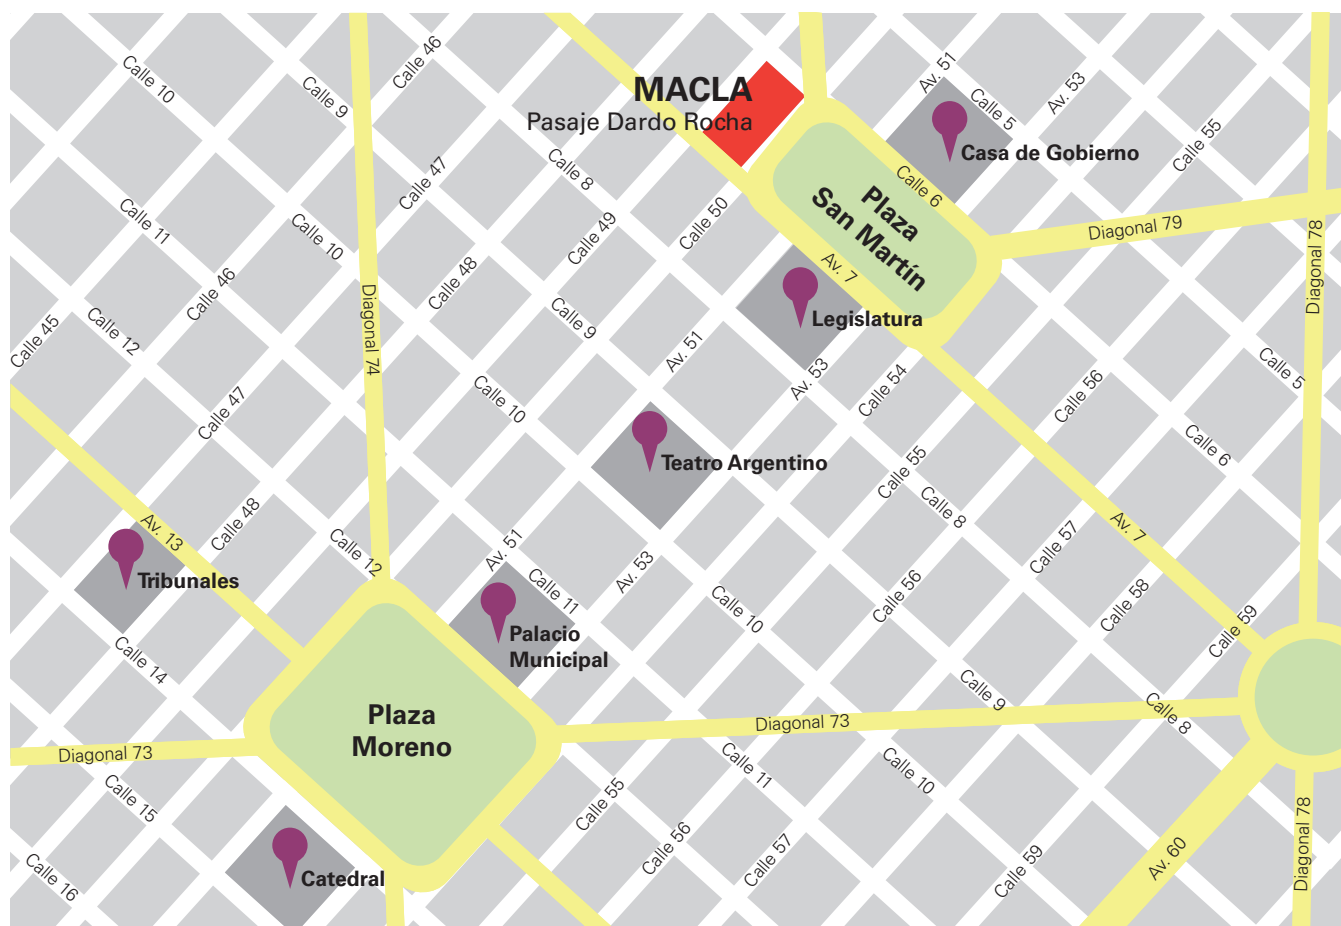 Calle 46
Calle 10
Calle 9
MACLA
Pasaje Dardo Rocha
Av. 51
Av. 53
Calle 5
Calle 55
Casa de Gobierno
Calle 8
Calle 47
Calle 6
Plaza
San Martín
Calle 11
Calle 10
Calle 49
Calle 50
Diagonal 79
Diagonal 78
Calle 46
Calle 48
Av. 7
Legislatura
Calle 45
Calle 12
Diagonal 74
Calle 9
Av. 51
Av. 53
Calle 54
Calle 56
Calle 5
Calle 47
Calle 10
Teatro Argentino
Calle 55
Calle 6
Calle 8
Av. 7
Av. 13
Calle 48
Calle 12
Av. 51
Av. 53
Calle 57
Tribunales
Calle 11
Calle 10
Calle 56
Calle 58
Calle 59
Palacio
Municipal
Calle 14
Calle 9
Calle 8
Plaza
Moreno
Diagonal 73
Diagonal 73
Calle 11
Calle 10
Calle 15
Calle 55
Calle 56
Calle 57
Calle 59
Av. 60
Diagonal 78
Catedral
Calle 16